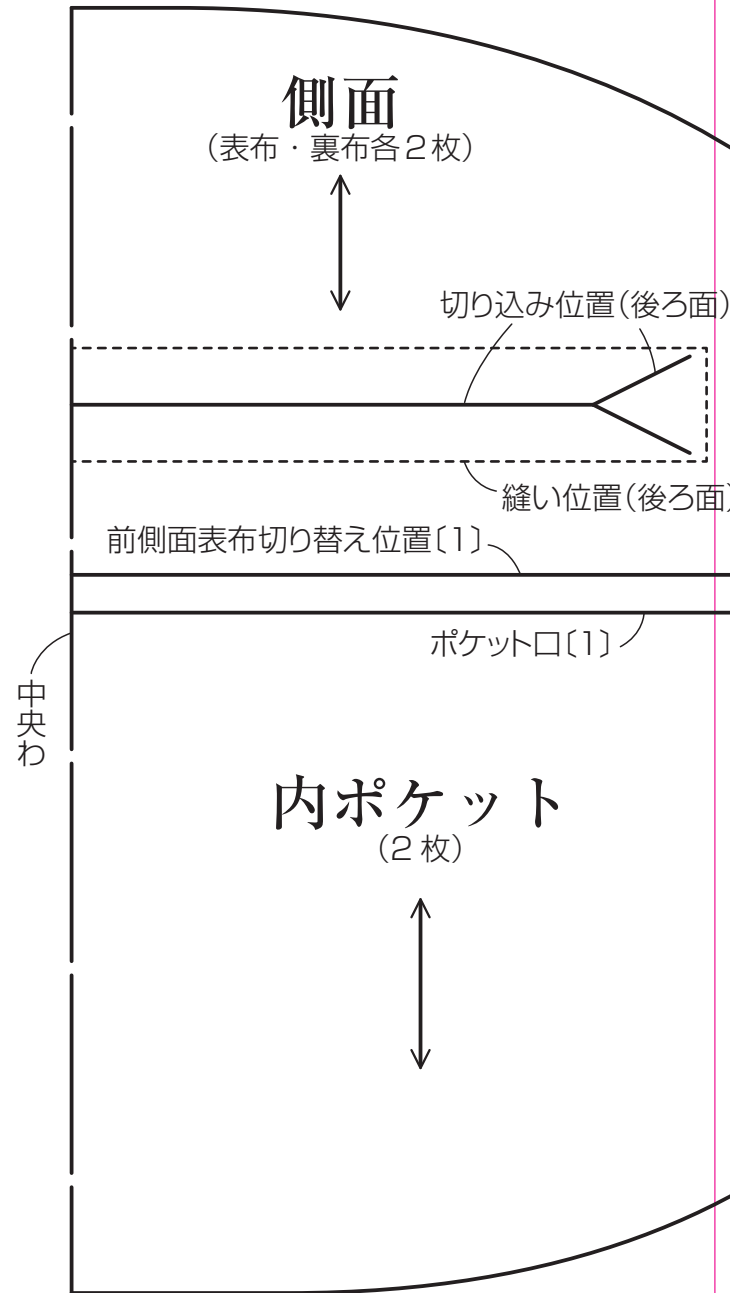 側面
(表布・裏布各2枚)
切り込み位置(後ろ面)
縫い位置(後ろ面)
前側面表布切り替え位置〔1〕
ポケット口〔1〕
中央わ
内ポケット
(2枚)